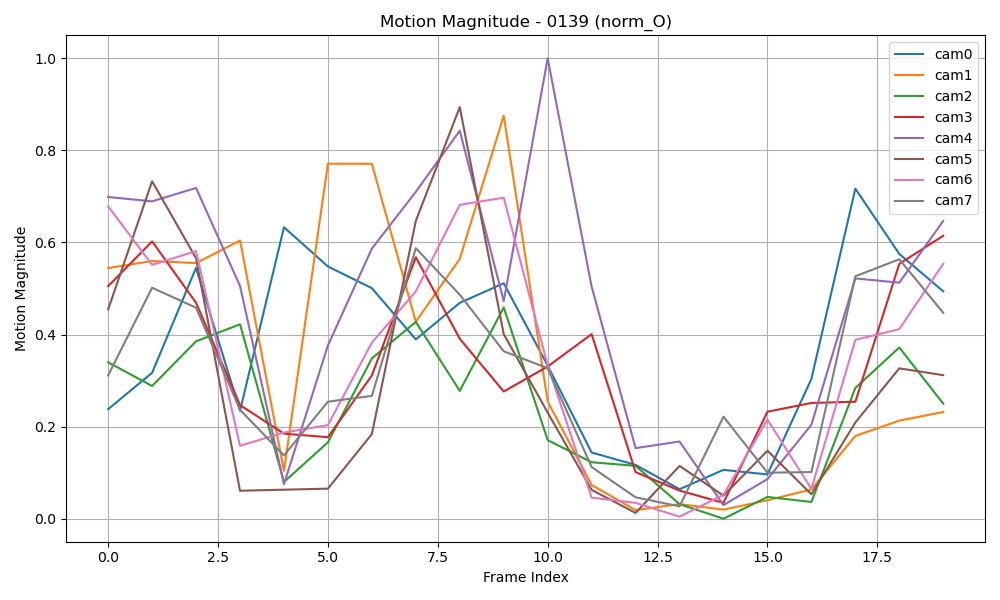 Motion Magnitude - 0139 (norm_O)
Motion Magnitude
1.0
0.8
0.6
0.4
0.2
0.0
0.0
2.5
5.0
7.5
10.0
12.5
15.0
17.5
Frame Index
cam0
cam1
cam2
cam3
cam4
cam5
cam6
cam7